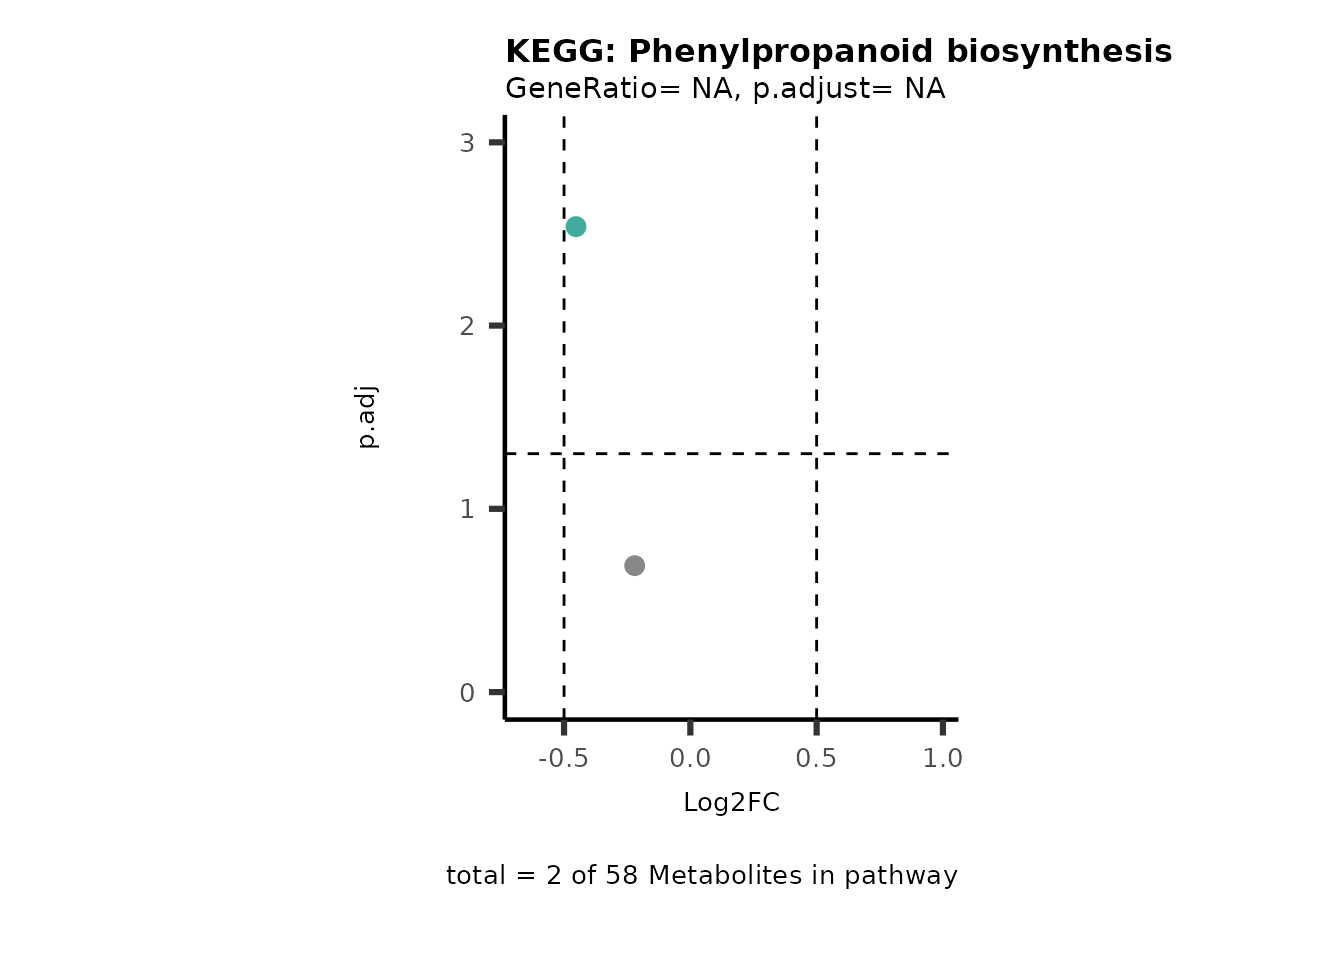 KEGG: Phenylpropanoid biosynthesis
GeneRatio= NA, p.adjust= NA
3
2
1
0
p.adj
-0.5 0.0 0.5 1.0
Log2FC
total = 2 of 58 Metabolites in pathway